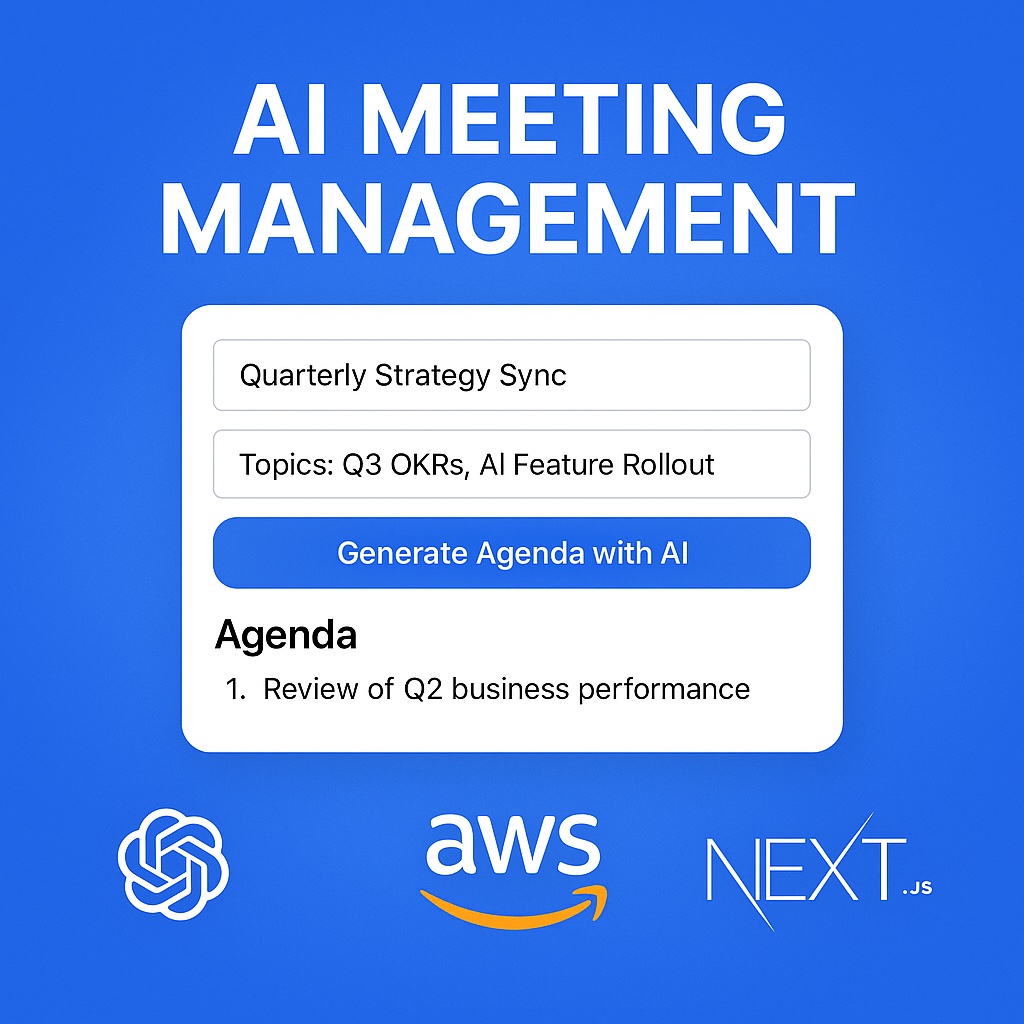 AI MEETING
MANAGEMENT
Quarterly Strategy Sync
Topics: Q3 OKRs, AI Feature Rollout
Generate Agenda with AI
Agenda
1. Review of Q2 business performance
aws
NEXT.JS